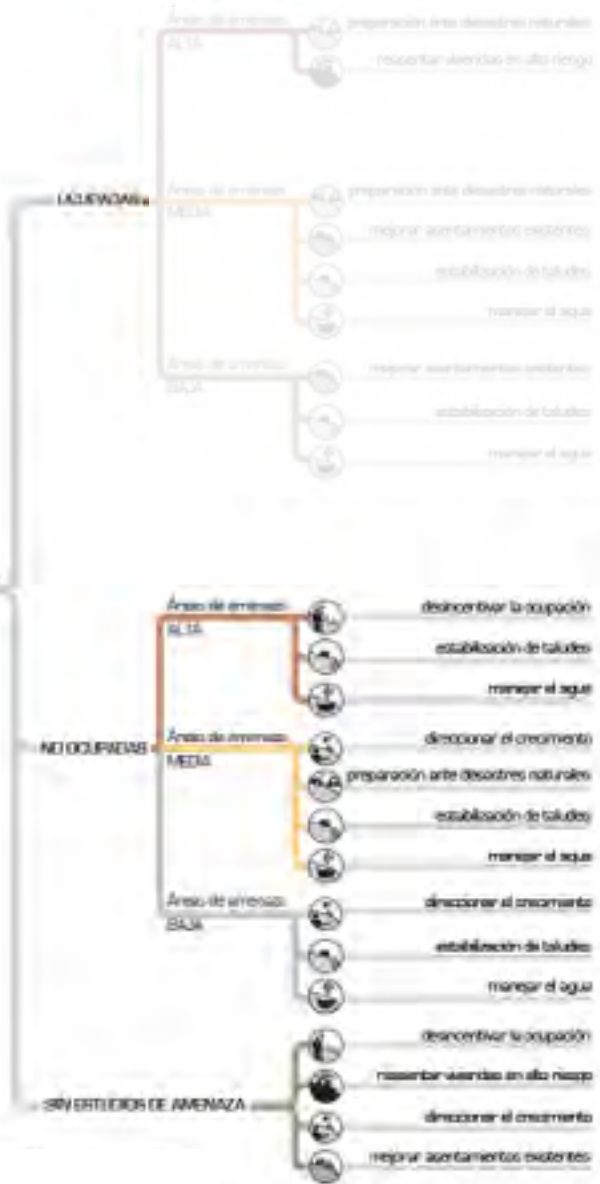 Áreas de amenaza
ALTA
preparación ante desastres naturales
reasentar viviendas en alto riesgo
OCUPADAS
Áreas de amenaza
MEDIA
preparación ante desastres naturales
mejorar asentamientos existentes
estabilización de taludes
manejar el agua
Áreas de amenaza
BAJA
mejorar asentamientos existentes
estabilización de taludes
manejar el agua
NO OCUPADAS
Áreas de amenaza
ALTA
desincentivar la ocupación
estabilización de taludes
manejar el agua
Áreas de amenaza
MEDIA
direccionar el crecimiento
preparación ante desastres naturales
estabilización de taludes
manejar el agua
Áreas de amenaza
BAJA
direccionar el crecimiento
estabilización de taludes
manejar el agua
SIN ESTUDIOS DE AMENAZA
desincentivar la ocupación
reasentar viviendas en alto riesgo
direccionar el crecimiento
mejorar asentamientos existentes